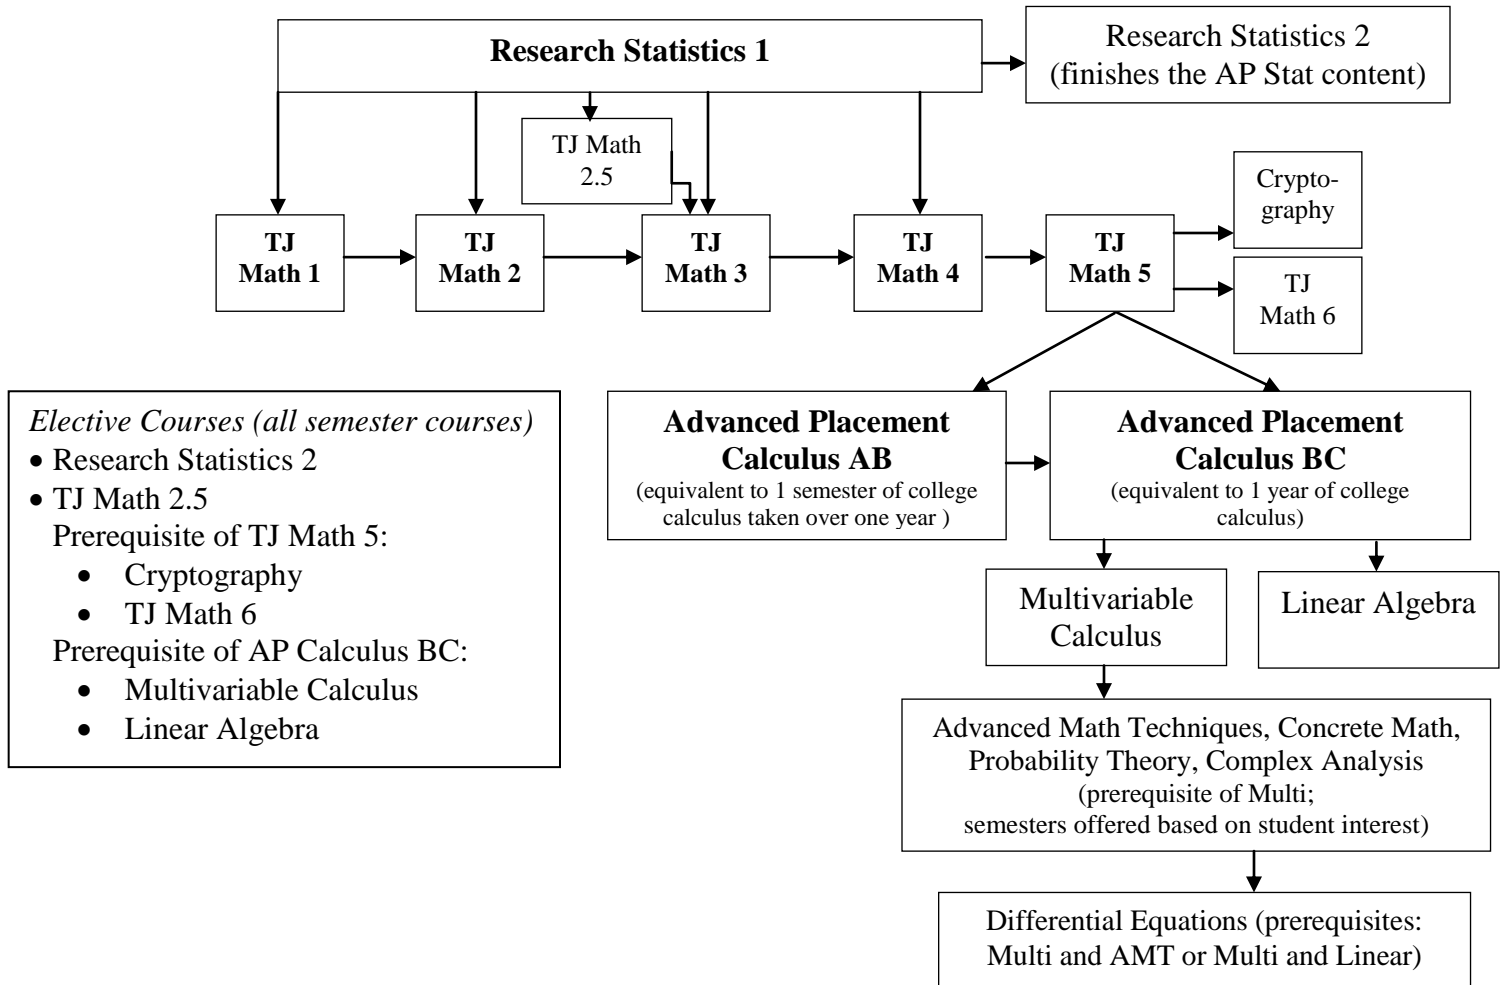 Research Statistics 1
Research Statistics 2
(finishes the AP Stat content)
TJ Math
2.5
Crypto-
graphy
TJ
Math 1
TJ
Math 2
TJ
Math 3
TJ
Math 4
TJ
Math 5
TJ
Math 6
Elective Courses (all semester courses)
• Research Statistics 2
• TJ Math 2.5
Prerequisite of TJ Math 5:
• Cryptography
• TJ Math 6
Prerequisite of AP Calculus BC:
• Multivariable Calculus
• Linear Algebra
Advanced Placement
Calculus AB
(equivalent to 1 semester of college
calculus taken over one year )
Advanced Placement
Calculus BC
(equivalent to 1 year of college
calculus)
Multivariable
Calculus
Linear Algebra
Advanced Math Techniques, Concrete Math,
Probability Theory, Complex Analysis
(prerequisite of Multi;
semesters offered based on student interest)
Differential Equations (prerequisites:
Multi and AMT or Multi and Linear)